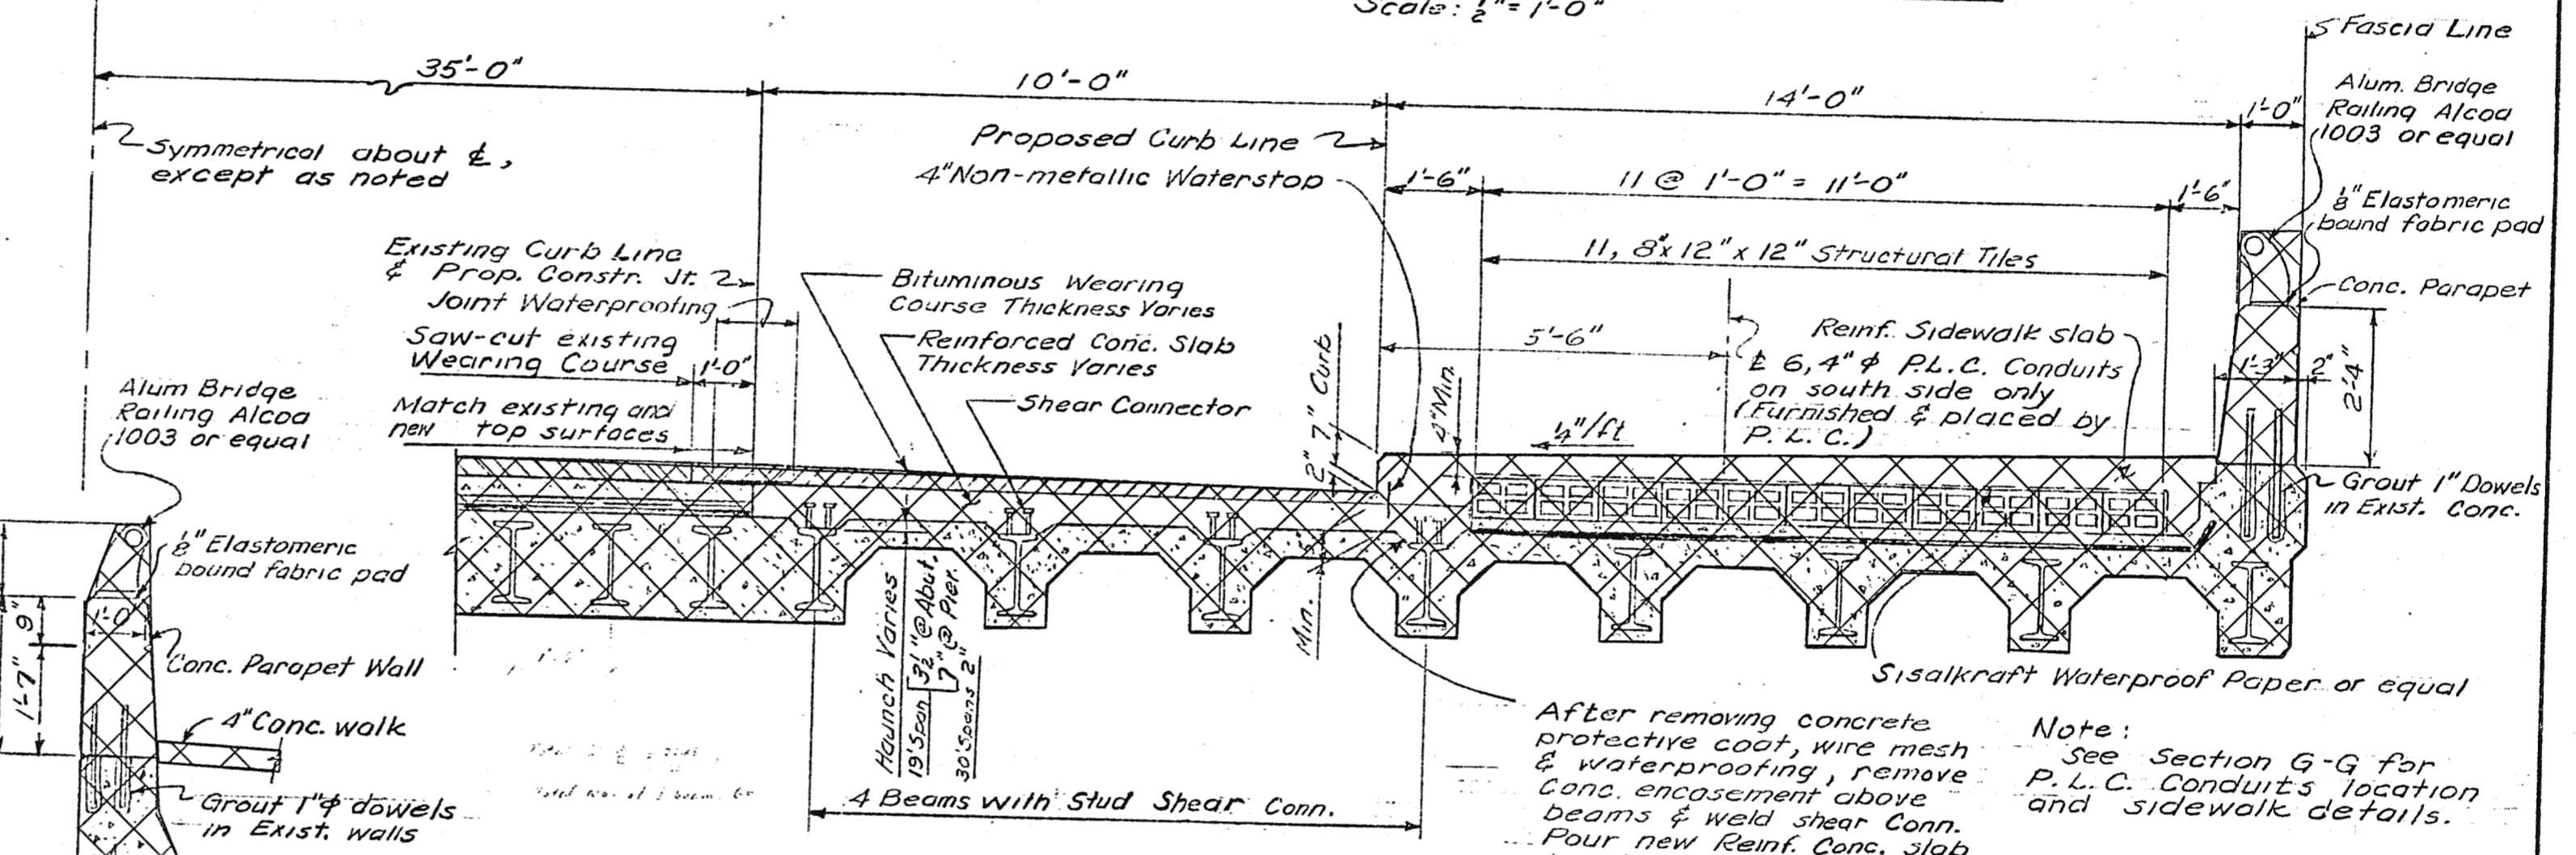 Scale: ½" = 1'-0"
Fascia Line
35'-0"
10'-0"
14'-0"
1'-0"
Alum. Bridge
Railing Alcoa
1003 or equal
Symmetrical about ℄,
except as noted
Proposed Curb Line
4" Non-metallic Waterstop
1'-6"
11 @ 1'-0" = 11'-0"
1'-6"
⅛" Elastomeric
bound fabric pad
Conc. Parapet
Existing Curb Line
& Prop. Constr. Jt.
Joint Waterproofing
Saw-cut existing
Wearing Course
1'-0"
Match existing and
new top surfaces
Bituminous Wearing
Course Thickness Varies
Reinforced Conc. Slab
Thickness Varies
Shear Connector
11, 8"x 12" x 12" Structural Tiles
5'-6"
Reinf. Sidewalk slab
℄ 6, 4" φ P.L.C. Conduits
on south side only
(Furnished & placed by
P.L.C.)
2" 7" Curb
4" Min.
¼"/ft
1'-3"
2"
2'-4"
Grout 1" Dowels
in Exist. Conc.
Alum Bridge
Railing Alcoa
1003 or equal
⅛" Elastomeric
bound fabric pad
1'-0"
9"
1'-7"
Conc. Parapet Wall
4" Conc. walk
Grout 1" φ dowels
in Exist. walls
Haunch Varies
19' Span 3½" @ Abut.
7" @ Pier.
30' Spans 2"
Min.
4 Beams with Stud Shear Conn.
Sisalkraft Waterproof Paper or equal
After removing concrete
protective coat, wire mesh
& waterproofing, remove
Conc. encasement above
beams & weld shear Conn.
Pour new Reinf. Conc. slab
Note:
See Section G-G for
P.L.C. Conduits location
and sidewalk details.